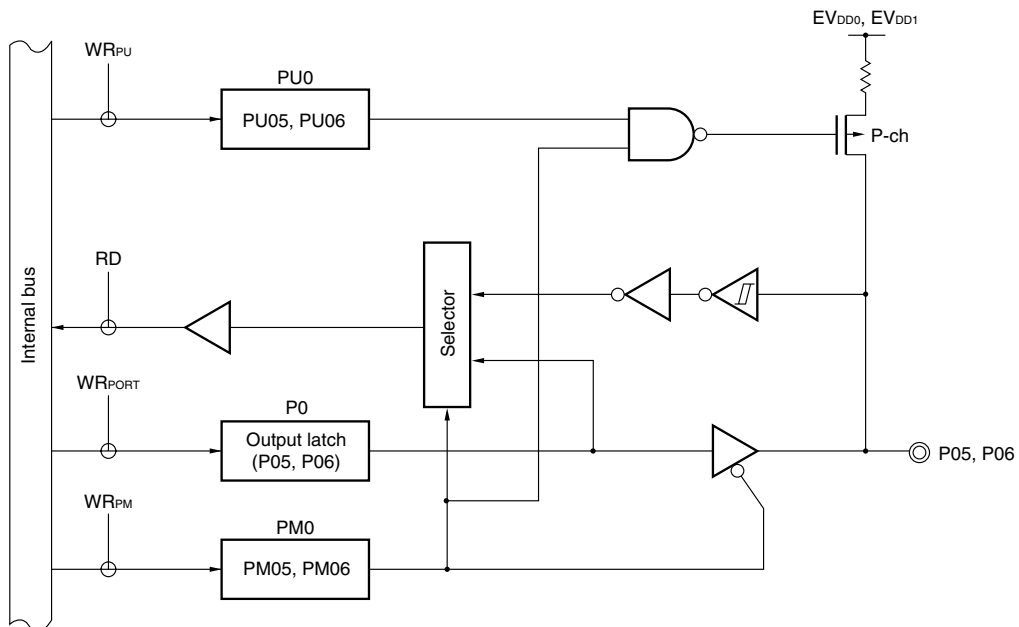 EVDD0, EVDD1
WRPU
PU0
PU05, PU06
P-ch
RD
Internal bus
Selector
WRPORT
P0
Output latch
(P05, P06)
P05, P06
WRPM
PM0
PM05, PM06